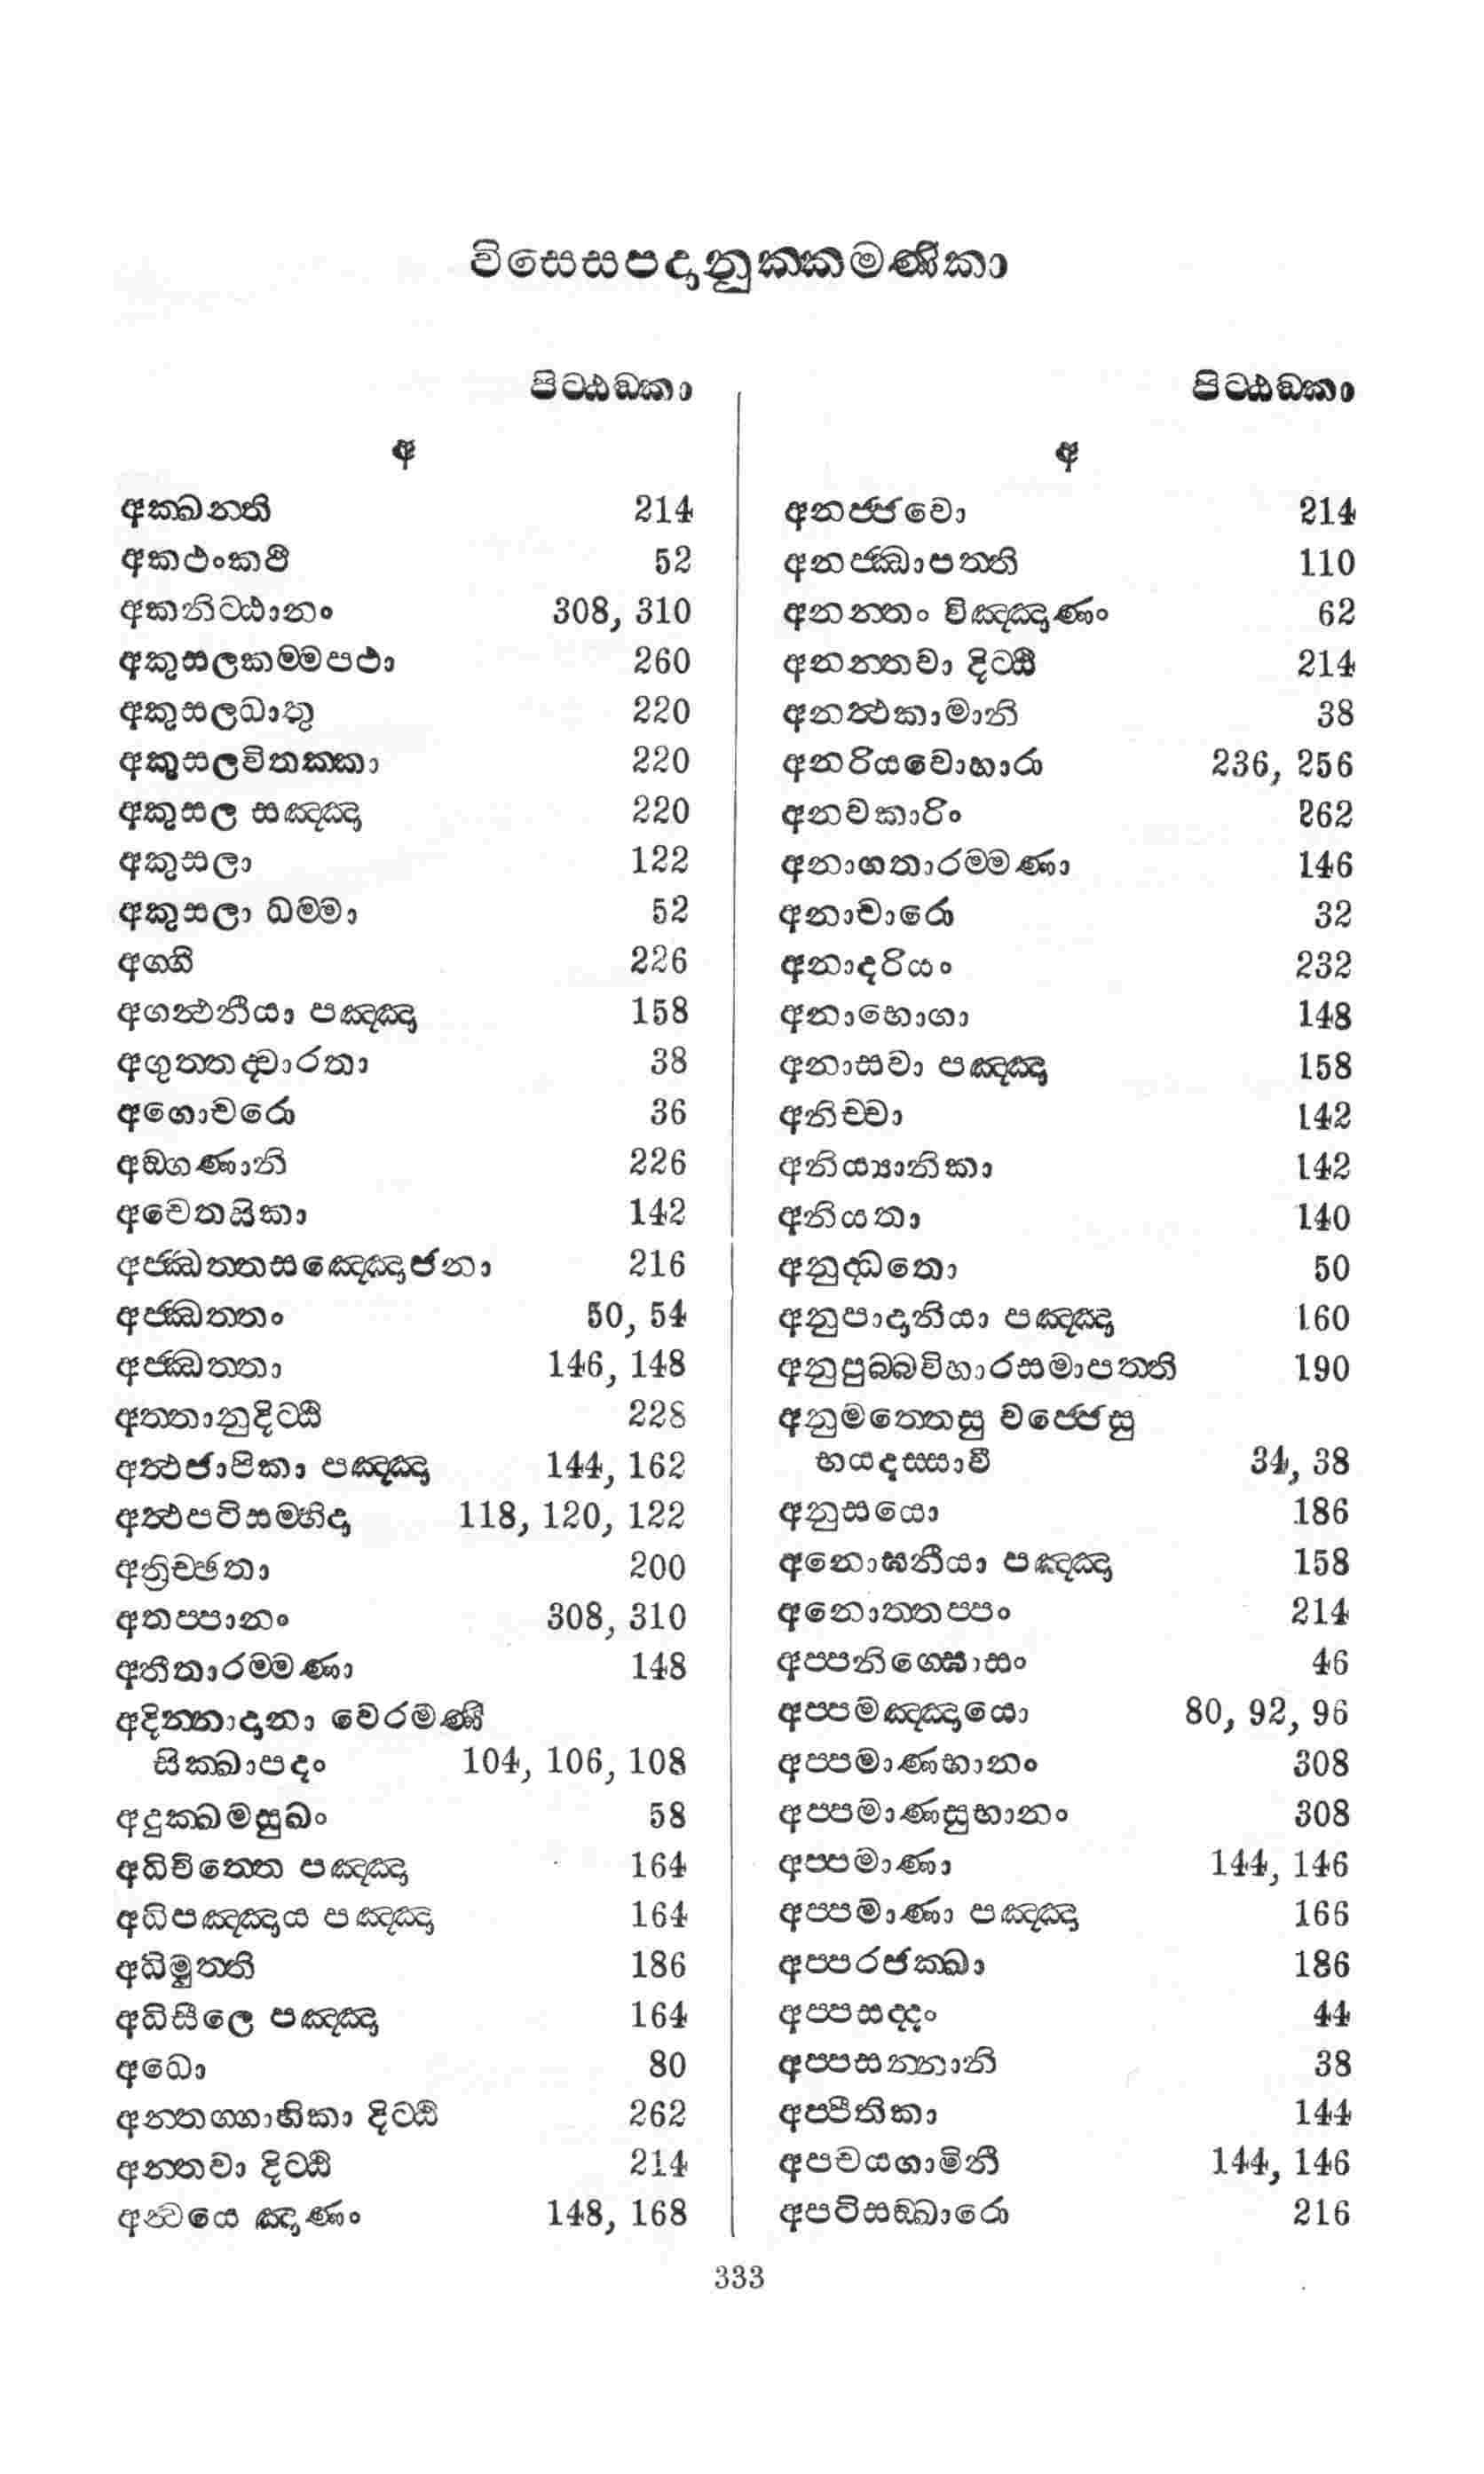 විසෙසපදානුක්කමණිකා
පිට්ඨඞ්කා
අ
අක්ඛන්ති 214
අකථංකථී 52
අකනිට්ඨානං 308, 310
අකුසලකම්මපථා 260
අකුසලධාතු 220
අකුසලවිතක්කා 220
අකුසල සඤ්ඤා 220
අකුසලා 122
අකුසලා ධම්මා 52
අග්ගි 226
අගන්ථනීයා පඤ්ඤා 158
අගුත්තද්වාරතා 38
අගොචරො 36
අඞ්ගණානි 226
අචෙතසිකා 142
අජ්ඣත්තසඤ්ඤොජනා 216
අජ්ඣත්තං 50, 54
අජ්ඣත්තා 146, 148
අත්තානුදිට්ඨි 228
අත්ථජාපිකා පඤ්ඤා 144, 162
අත්ථපටිසම්භිදා 118, 120, 122
අත්‍රිච්ඡතා 200
අතප්පානං 308, 310
අතීතාරම්මණා 148
අදින්නාදානා වෙරමණී
සික්ඛාපදං 104, 106, 108
අදුක්ඛමසුඛං 58
අධිචිත්තෙ පඤ්ඤා 164
අධිපඤ්ඤාය පඤ්ඤා 164
අධිමුත්ති 186
අධිසීලෙ පඤ්ඤා 164
අධො 80
අන්තග්ගාහිකා දිට්ඨි 262
අන්තවා දිට්ඨි 214
අන්වයෙ ඤාණං 148, 168
පිට්ඨඞ්කා
අ
අනජ්ජවො 214
අනජ්ඣාපත්ති 110
අනන්තං විඤ්ඤාණං 62
අනන්තවා දිට්ඨි 214
අනත්ථකාමානි 38
අනරියවොහාරා 236, 256
අනවකාරිං 262
අනාගතාරම්මණා 146
අනාචාරො 32
අනාදරියං 232
අනාභොගා 148
අනාසවා පඤ්ඤා 158
අනිච්චා 142
අනිය්‍යානිකා 142
අනියතා 140
අනුද්ධතො 50
අනුපාදානියා පඤ්ඤා 160
අනුපුබ්බවිහාරසමාපත්ති 190
අනුමත්තෙසු වජ්ජෙසු
භයදස්සාවී 34, 38
අනුසයො 186
අනොඝනීයා පඤ්ඤා 158
අනොත්තප්පං 214
අප්පනිග්ඝොසං 46
අප්පමඤ්ඤායො 80, 92, 96
අප්පමාණභානං 308
අප්පමාණසුභානං 308
අප්පමාණා 144, 146
අප්පමාණා පඤ්ඤා 166
අප්පරජක්ඛා 186
අප්පසද්දං 44
අප්පසන්නානි 38
අප්පීතිකා 144
අපචයගාමිනී 144, 146
අපටිසඞ්ඛාරො 216
333